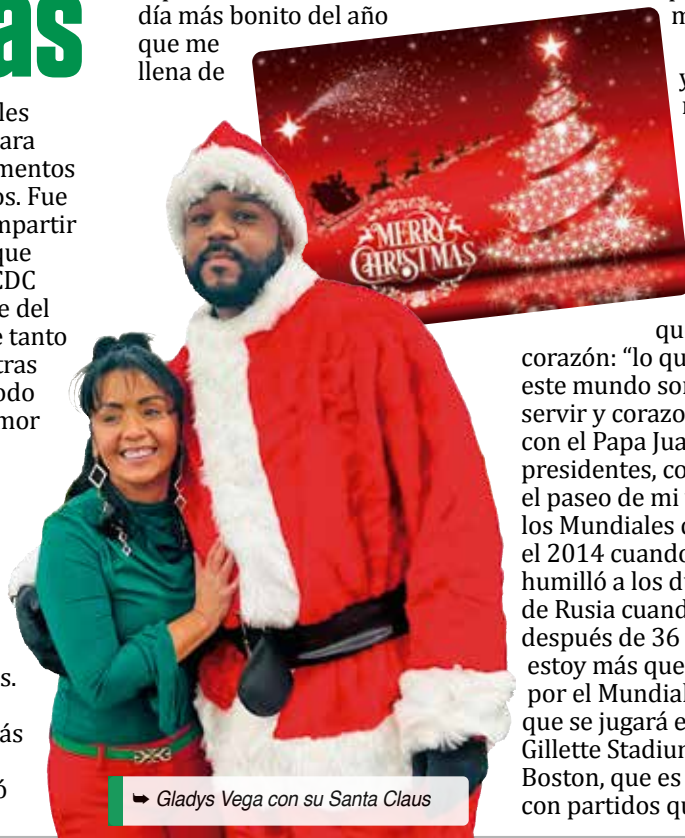 as
día más bonito del año
que me
llena de
les
ara
mentos
os. Fue
mpartir
que
EDC
e del
e tanto
tras
odo
mor
s.
ás
ó
MERRY
CHRISTMAS
➥ Gladys Vega con su Santa Claus
m
y
qu
corazón: “lo qu
este mundo son
servir y corazo
con el Papa Jua
presidentes, co
el paseo de mi
los Mundiales d
el 2014 cuando
humilló a los d
de Rusia cuand
después de 36
estoy más que
por el Mundial
que se jugará e
Gillette Stadiun
Boston, que es
con partidos qu